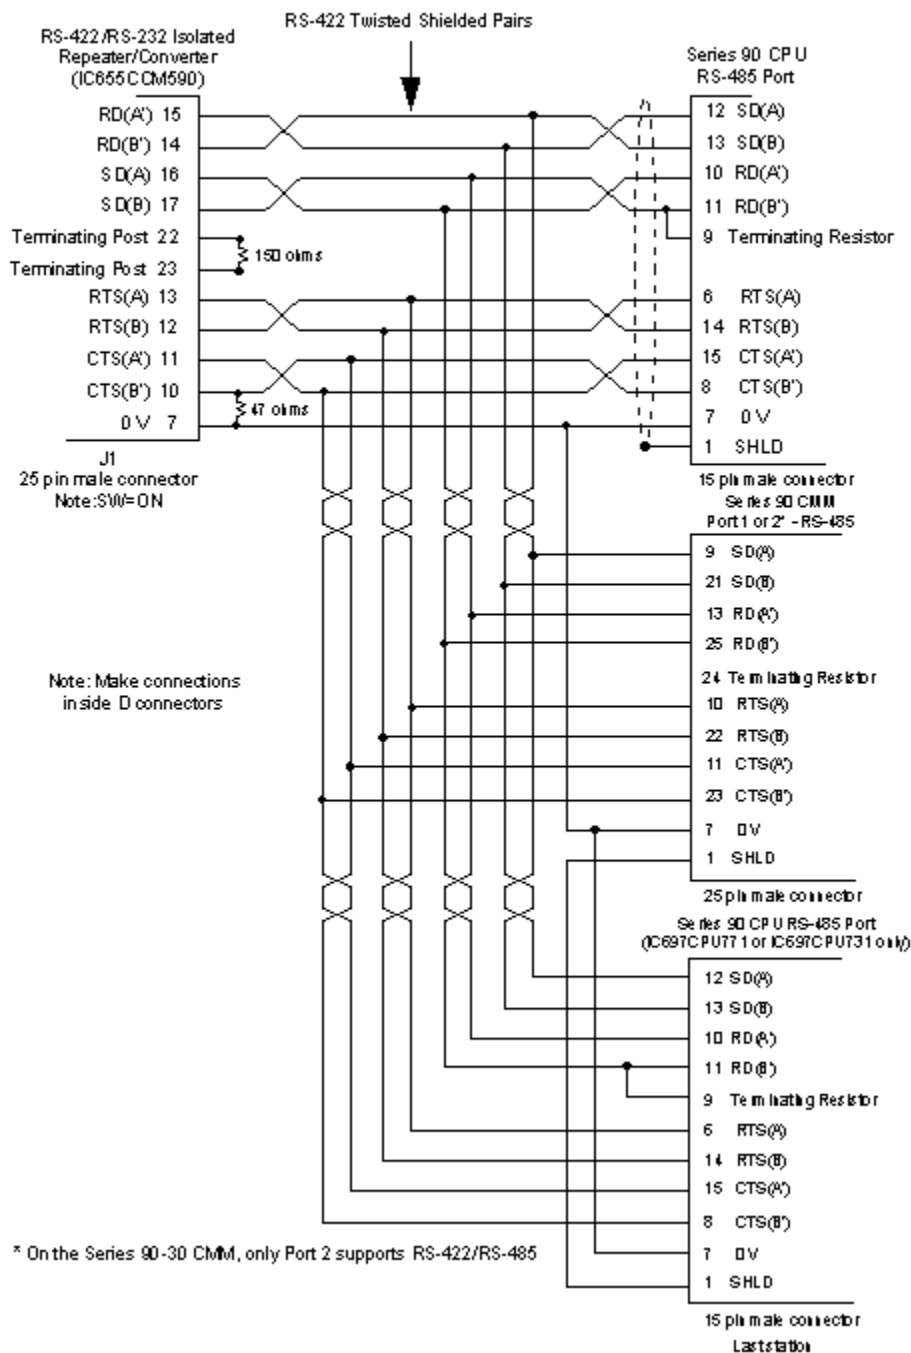 RS-422 Twisted Shielded Pairs
RS-422/RS-232 Isolated
Repeater/Converter
(IC655CCM590)
RD(A') 15
RD(B') 14
SD(A) 16
SD(B) 17
Terminating Post 22
150 ohms
Terminating Post 23
RTS(A) 13
RTS(B) 12
CTS(A') 11
CTS(B') 10
47 ohms
0V 7
J1
25 pin male connector
Note:SW=ON
Series 90 CPU
RS-485 Port
12 SD(A)
13 SD(B)
10 RD(A')
11 RD(B')
9 Terminating Resistor
6 RTS(A)
14 RTS(B)
15 CTS(A')
8 CTS(B')
7 0V
1 SHLD
15 pin male connector
Series 90 CMM
Port 1 or 2* - RS-485
9 SD(A)
21 SD(B)
13 RD(A')
25 RD(B')
24 Terminating Resistor
10 RTS(A)
22 RTS(B)
11 CTS(A')
23 CTS(B')
7 0V
1 SHLD
25 pin male connector
Note: Make connections
inside D connectors
Series 90 CPU RS-485 Port
(IC697CPU771 or IC697CPU731 only)
12 SD(A)
13 SD(B)
10 RD(A')
11 RD(B')
9 Terminating Resistor
6 RTS(A)
14 RTS(B)
15 CTS(A')
8 CTS(B')
7 0V
1 SHLD
15 pin male connector
Last station
* On the Series 90-30 CMM, only Port 2 supports RS-422/RS-485